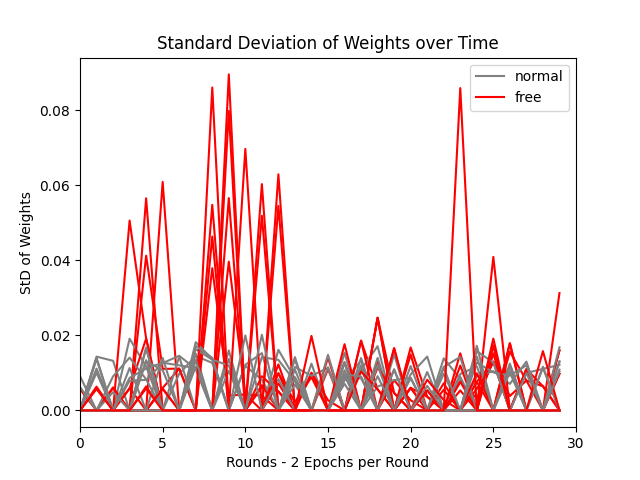 Standard Deviation of Weights over Time
normal
free
StD of Weights
0.08
0.06
0.04
0.02
0.00
0 5 10 15 20 25 30
Rounds - 2 Epochs per Round